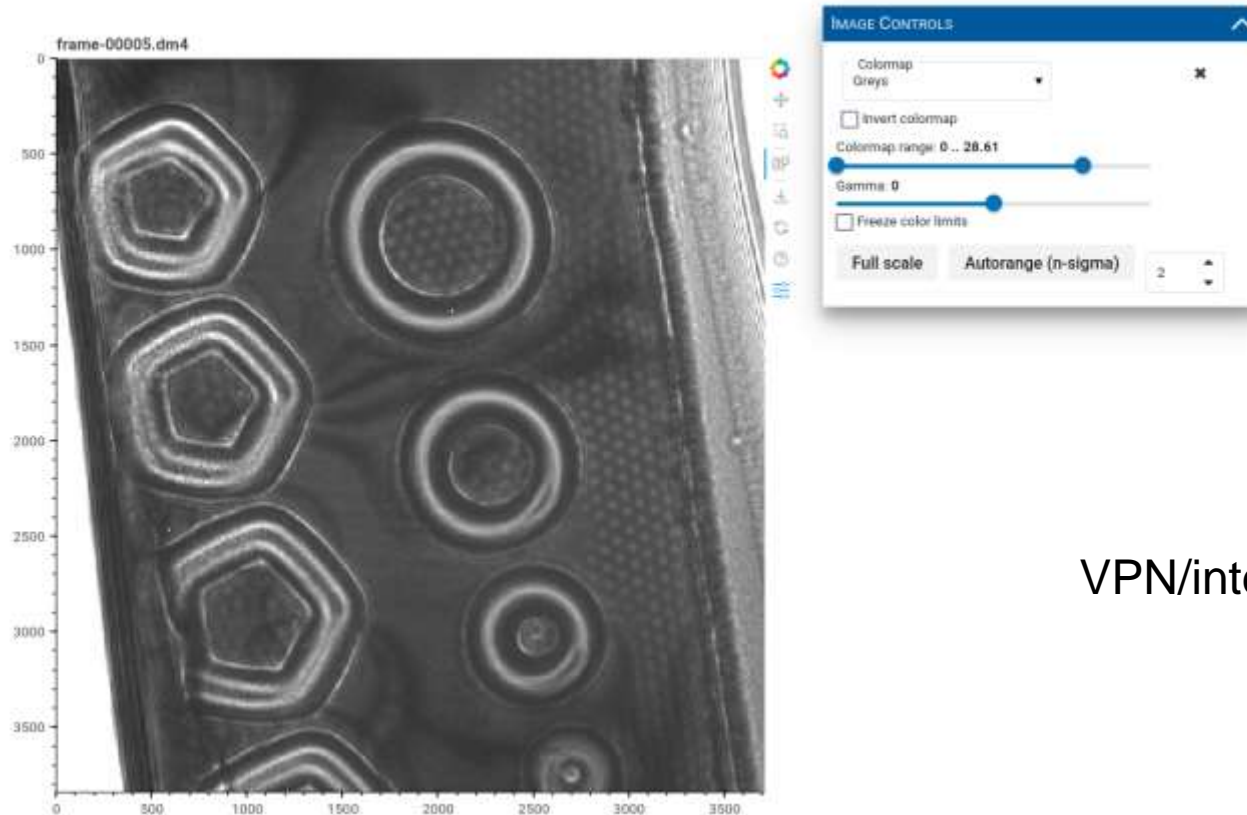 frame-00005.dm4
0
500
1000
1500
2000
2500
3000
3500
0 500 1000 1500 2000 2500 3000 3500
IMAGE CONTROLS
Colormap
Greys
Invert colormap
Colormap range: 0 .. 28.61
Gamma: 0
Freeze color limits
Full scale Autorange (n-sigma) 2